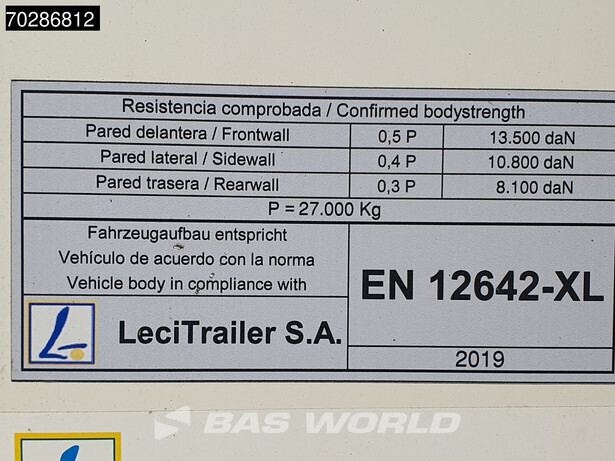 70286812
Resistencia comprobada / Confirmed bodystrength
Pared delantera / Frontwall 0,5 P 13.500 daN
Pared lateral / Sidewall 0,4 P 10.800 daN
Pared trasera / Rearwall 0,3 P 8.100 daN
P = 27.000 Kg
Fahrzeugaufbau entspricht
Vehículo de acuerdo con la norma
Vehicle body in compliance with
EN 12642-XL
LeciTrailer S.A.
2019
BAS WORLD